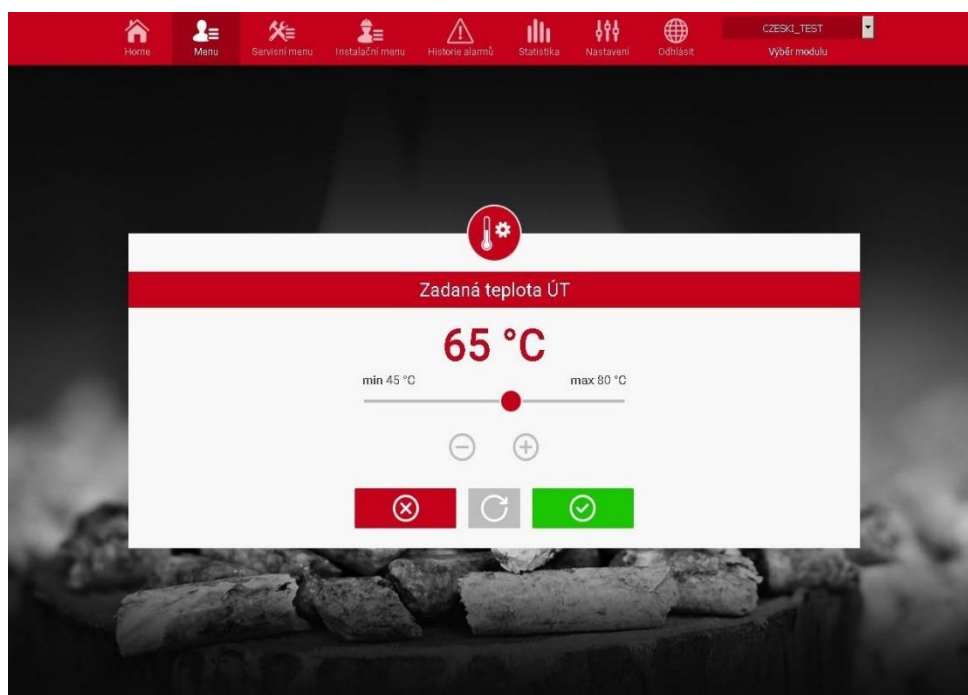 Home
Menu
Servisní menu
Instalační menu
Historie alarmů
Statistika
Nastavení
Odhlásit
CZESKI_TEST
Výběr modulu
Zadaná teplota ÚT
65 °C
min 45 °C
max 80 °C